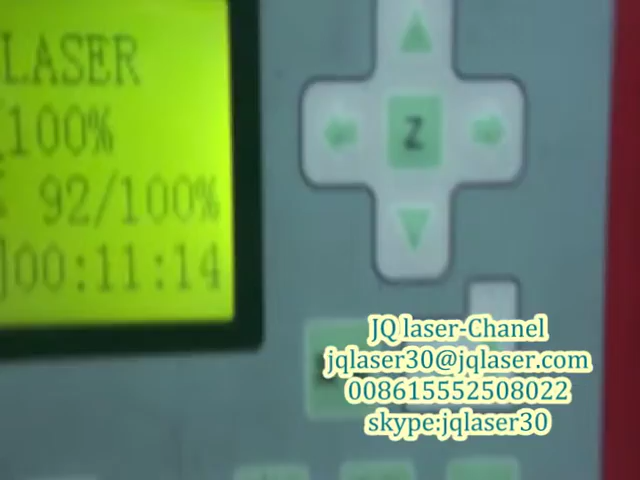 LASER
100%
92/100%
00:11:14
Z
JQ laser-Chanel
jqlaser30@jqlaser.com
008615552508022
skype:jqlaser30